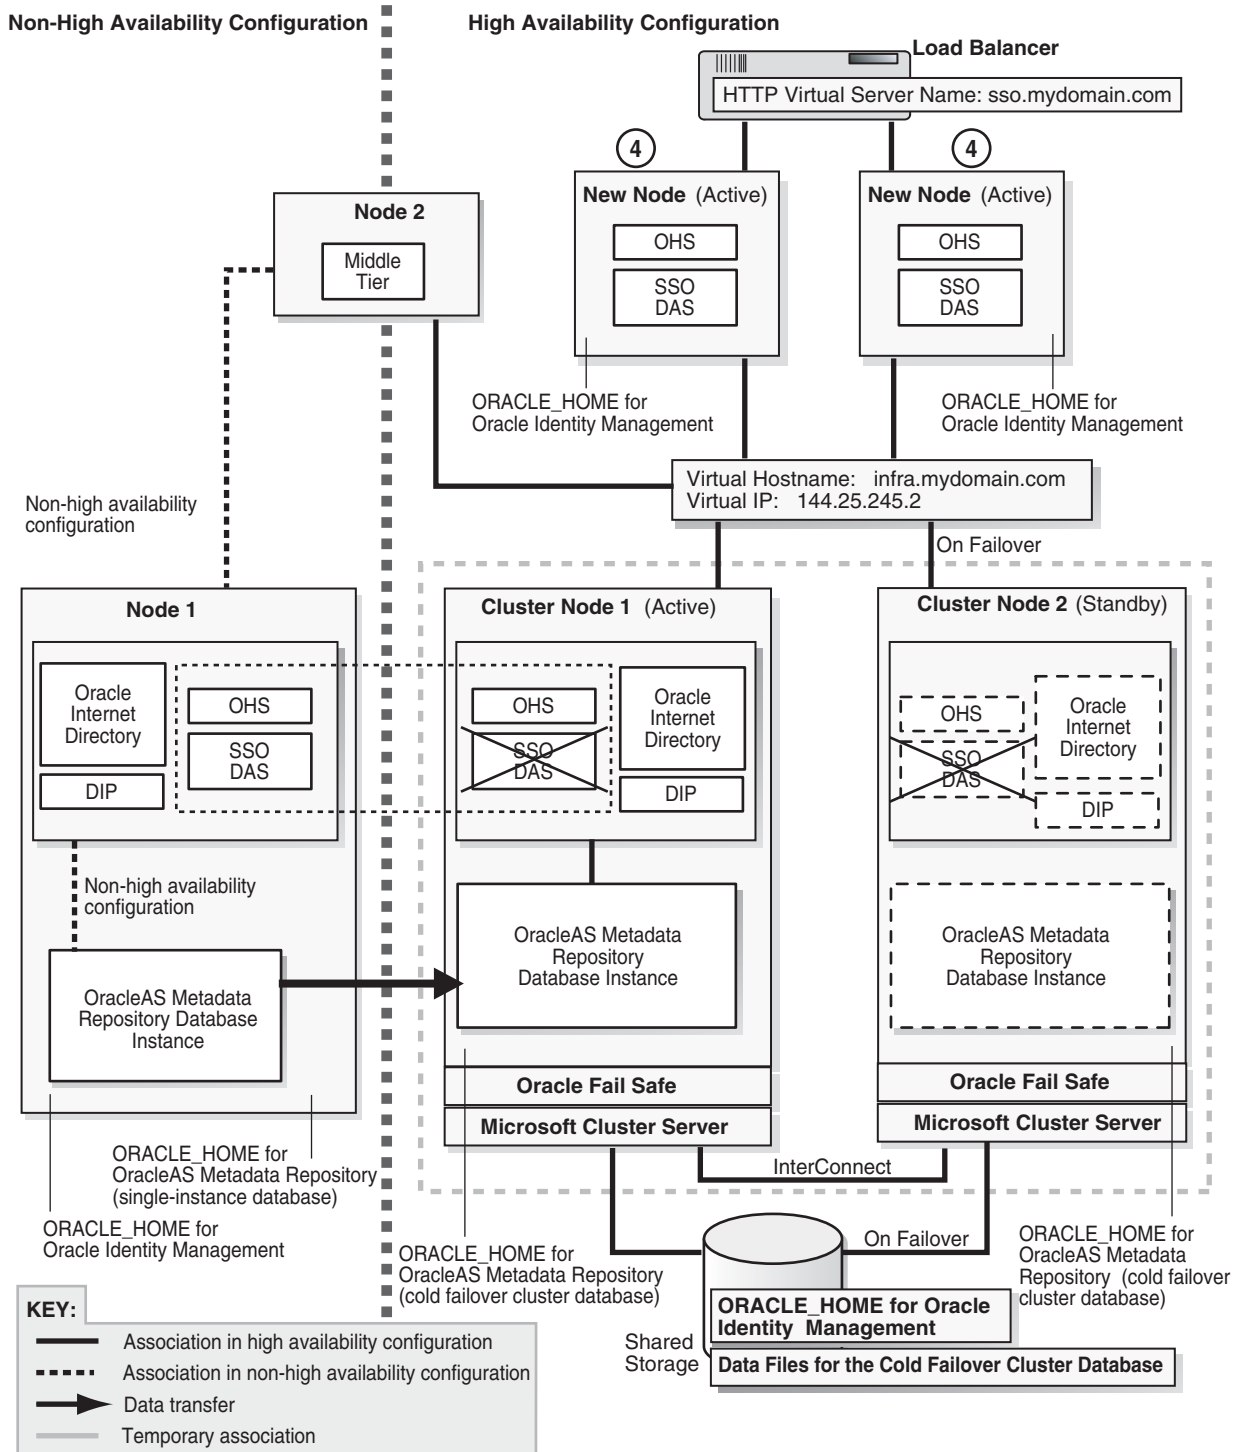 Non-High Availability Configuration
High Availability Configuration
Load Balancer
HTTP Virtual Server Name: sso.mydomain.com
4
4
Node 2
Middle
Tier
New Node (Active)
OHS
SSO
DAS
New Node (Active)
OHS
SSO
DAS
ORACLE_HOME for
Oracle Identity Management
ORACLE_HOME for
Oracle Identity Management
Virtual Hostname: infra.mydomain.com
Virtual IP: 144.25.245.2
Non-high availability
configuration
On Failover
Node 1
Oracle
Internet
Directory
DIP
OHS
SSO
DAS
Cluster Node 1 (Active)
OHS
SSO
DAS
Oracle
Internet
Directory
DIP
Cluster Node 2 (Standby)
OHS
SSO
DAS
Oracle
Internet
Directory
DIP
Non-high availability
configuration
OracleAS Metadata
Repository Database
Instance
OracleAS Metadata
Repository
Database Instance
OracleAS Metadata
Repository
Database Instance
Oracle Fail Safe
Microsoft Cluster Server
Oracle Fail Safe
Microsoft Cluster Server
InterConnect
ORACLE_HOME for
OracleAS Metadata Repository
(single-instance database)
ORACLE_HOME for
Oracle Identity Management
ORACLE_HOME for
OracleAS Metadata Repository
(cold failover cluster database)
On Failover
ORACLE_HOME for
OracleAS Metadata
Repository (cold failover
cluster database)
ORACLE_HOME for Oracle
Identity Management
Shared
Storage
Data Files for the Cold Failover Cluster Database
KEY:
Association in high availability configuration
Association in non-high availability configuration
Data transfer
Temporary association